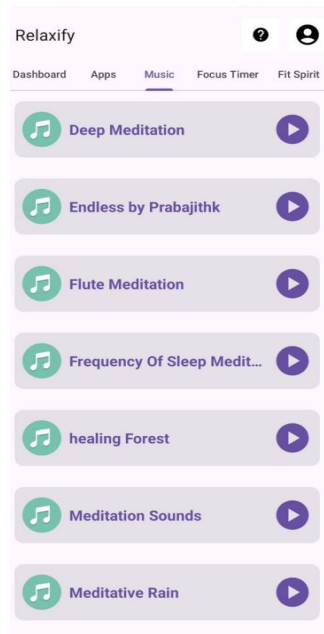 Relaxify
Dashboard Apps Music Focus Timer Fit Spirit
Deep Meditation
Endless by Prabajithk
Flute Meditation
Frequency Of Sleep Medit...
healing Forest
Meditation Sounds
Meditative Rain